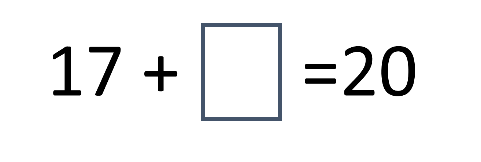 17 + □ =20